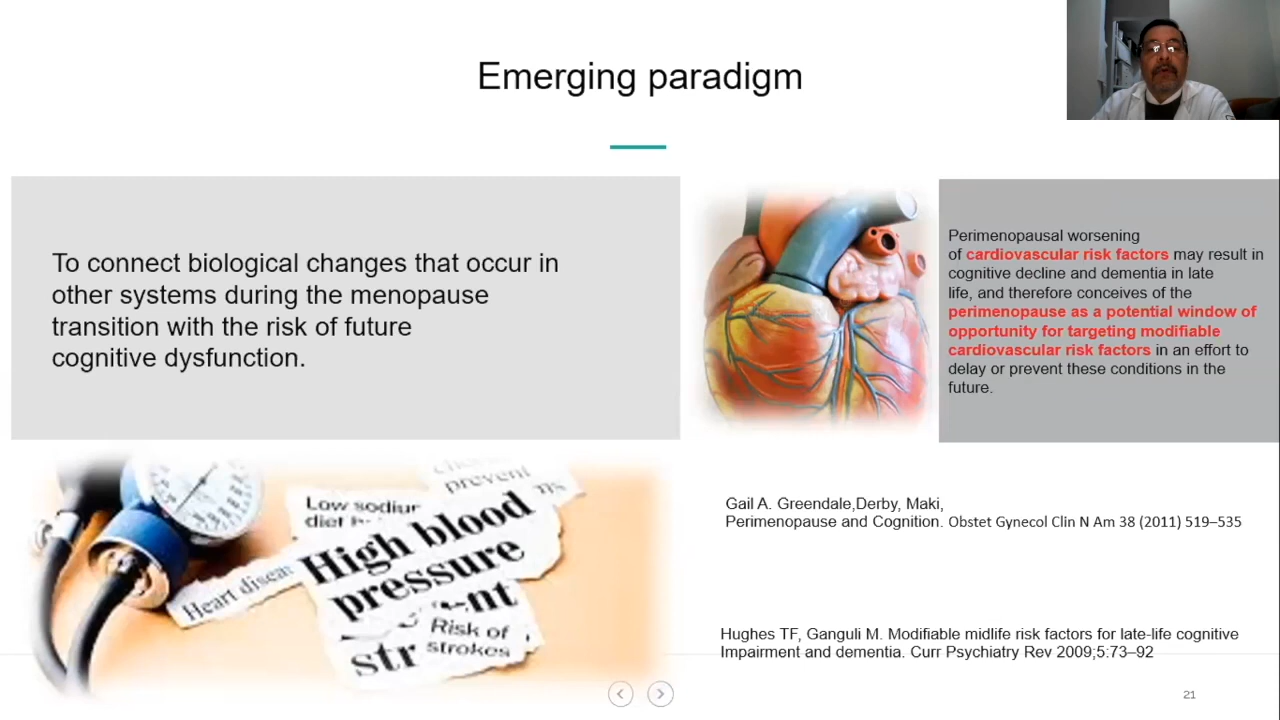 Emerging paradigm
To connect biological changes that occur in
other systems during the menopause
transition with the risk of future
cognitive dysfunction.
Perimenopausal worsening
of cardiovascular risk factors may result in
cognitive decline and dementia in late
life, and therefore conceives of the
perimenopause as a potential window of
opportunity for targeting modifiable
cardiovascular risk factors in an effort to
delay or prevent these conditions in the
future.
prevent
Low
diet
High blood
pressure
Heart
Risk of
strokes
Gail A. Greendale,Derby, Maki,
Perimenopause and Cognition. Obstet Gynecol Clin N Am 38 (2011) 519–535
Hughes TF, Ganguli M. Modifiable midlife risk factors for late-life cognitive
Impairment and dementia. Curr Psychiatry Rev 2009;5:73–92
21